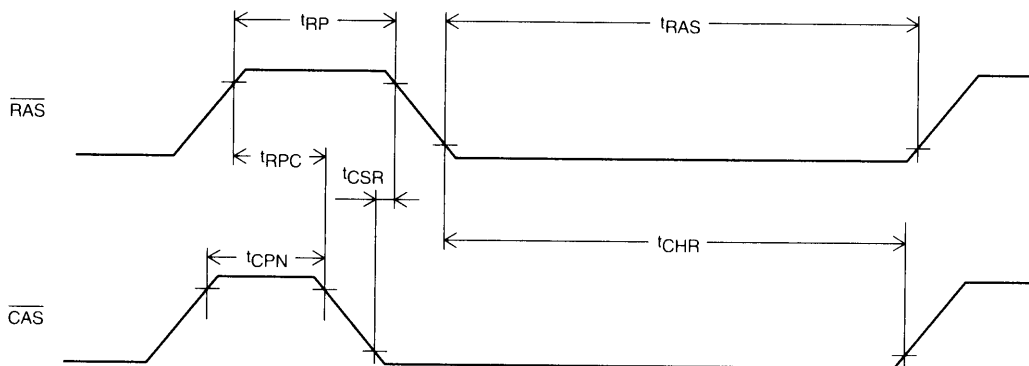 tRP
tRAS
RAS
tRPC
tCSR
tCHR
tCPN
CAS